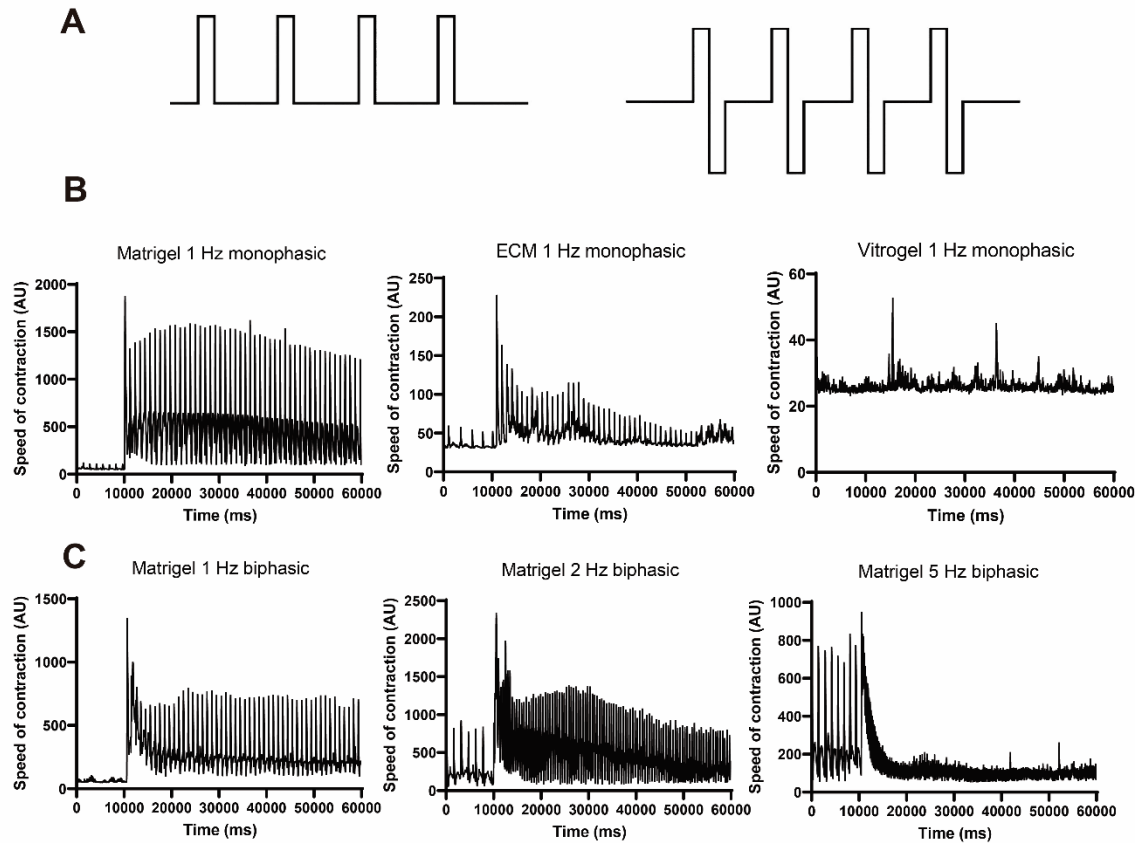 A
B
Matrigel 1 Hz monophasic
Speed of contraction (AU)
2000
1500
1000
500
0
0 10000 20000 30000 40000 50000 60000
Time (ms)
ECM 1 Hz monophasic
Speed of contraction (AU)
250
200
150
100
50
0
0 10000 20000 30000 40000 50000 60000
Time (ms)
Vitrogel 1 Hz monophasic
Speed of contraction (AU)
60
40
20
0
0 10000 20000 30000 40000 50000 60000
Time (ms)
C
Matrigel 1 Hz biphasic
Speed of contraction (AU)
1500
1000
500
0
0 10000 20000 30000 40000 50000 60000
Time (ms)
Matrigel 2 Hz biphasic
Speed of contraction (AU)
2500
2000
1500
1000
500
0
0 10000 20000 30000 40000 50000 60000
Time (ms)
Matrigel 5 Hz biphasic
Speed of contraction (AU)
1000
800
600
400
200
0
0 10000 20000 30000 40000 50000 60000
Time (ms)